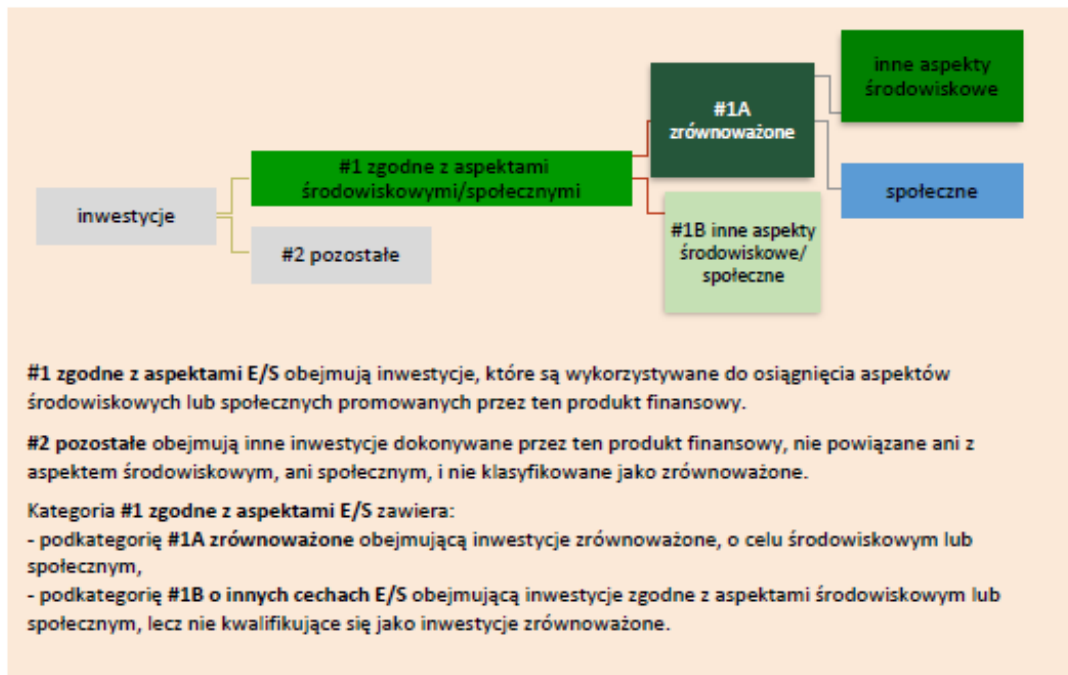 inne aspekty
środowiskowe
#1A
zrównoważone
#1 zgodne z aspektami
środowiskowymi/społecznymi
społeczne
inwestycje
#1B inne aspekty
środowiskowe/
społeczne
#2 pozostałe
#1 zgodne z aspektami E/S obejmują inwestycje, które są wykorzystywane do osiągnięcia aspektów
środowiskowych lub społecznych promowanych przez ten produkt finansowy.
#2 pozostałe obejmują inne inwestycje dokonywane przez ten produkt finansowy, nie powiązane ani z
aspektem środowiskowym, ani społecznym, i nie klasyfikowane jako zrównoważone.
Kategoria #1 zgodne z aspektami E/S zawiera:
- podkategorię #1A zrównoważone obejmującą inwestycje zrównoważone, o celu środowiskowym lub
społecznym,
- podkategorię #1B o innych cechach E/S obejmującą inwestycje zgodne z aspektami środowiskowym lub
społecznym, lecz nie kwalifikujące się jako inwestycje zrównoważone.